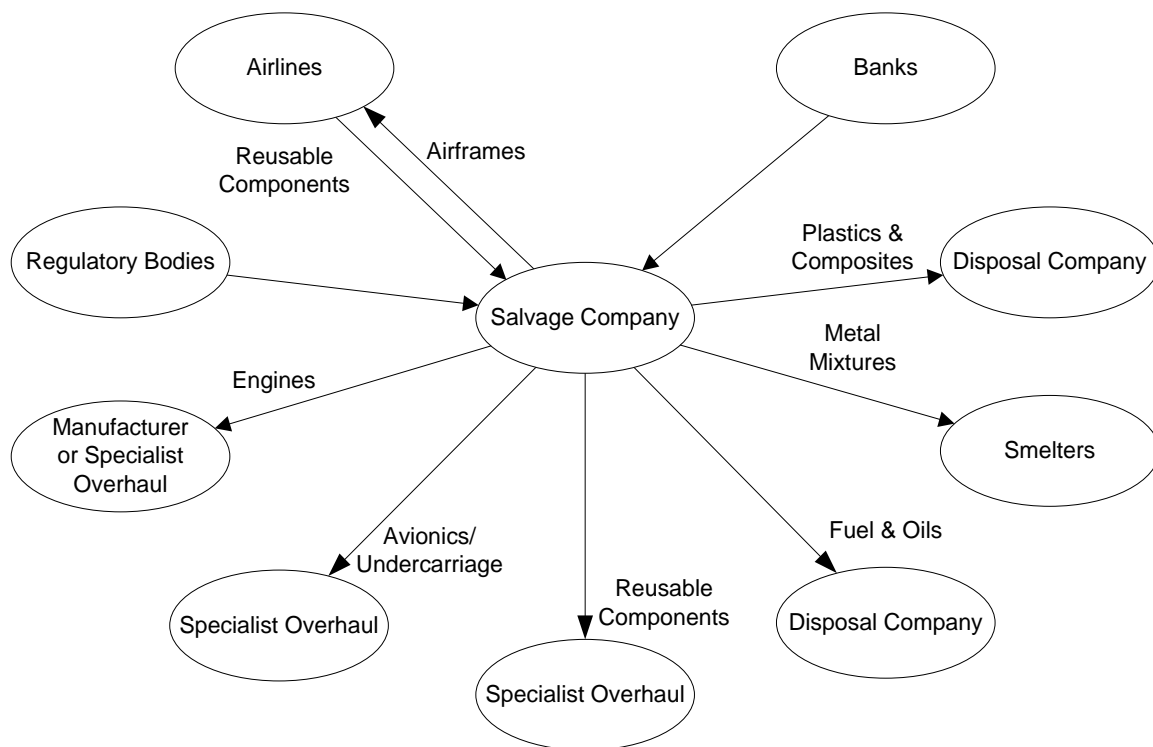 Airlines
Banks
Airframes
Reusable
Components
Regulatory Bodies
Plastics &
Composites
Disposal Company
Salvage Company
Metal
Mixtures
Engines
Manufacturer
or Specialist
Overhaul
Smelters
Avionics/
Undercarriage
Fuel & Oils
Reusable
Components
Specialist Overhaul
Disposal Company
Specialist Overhaul